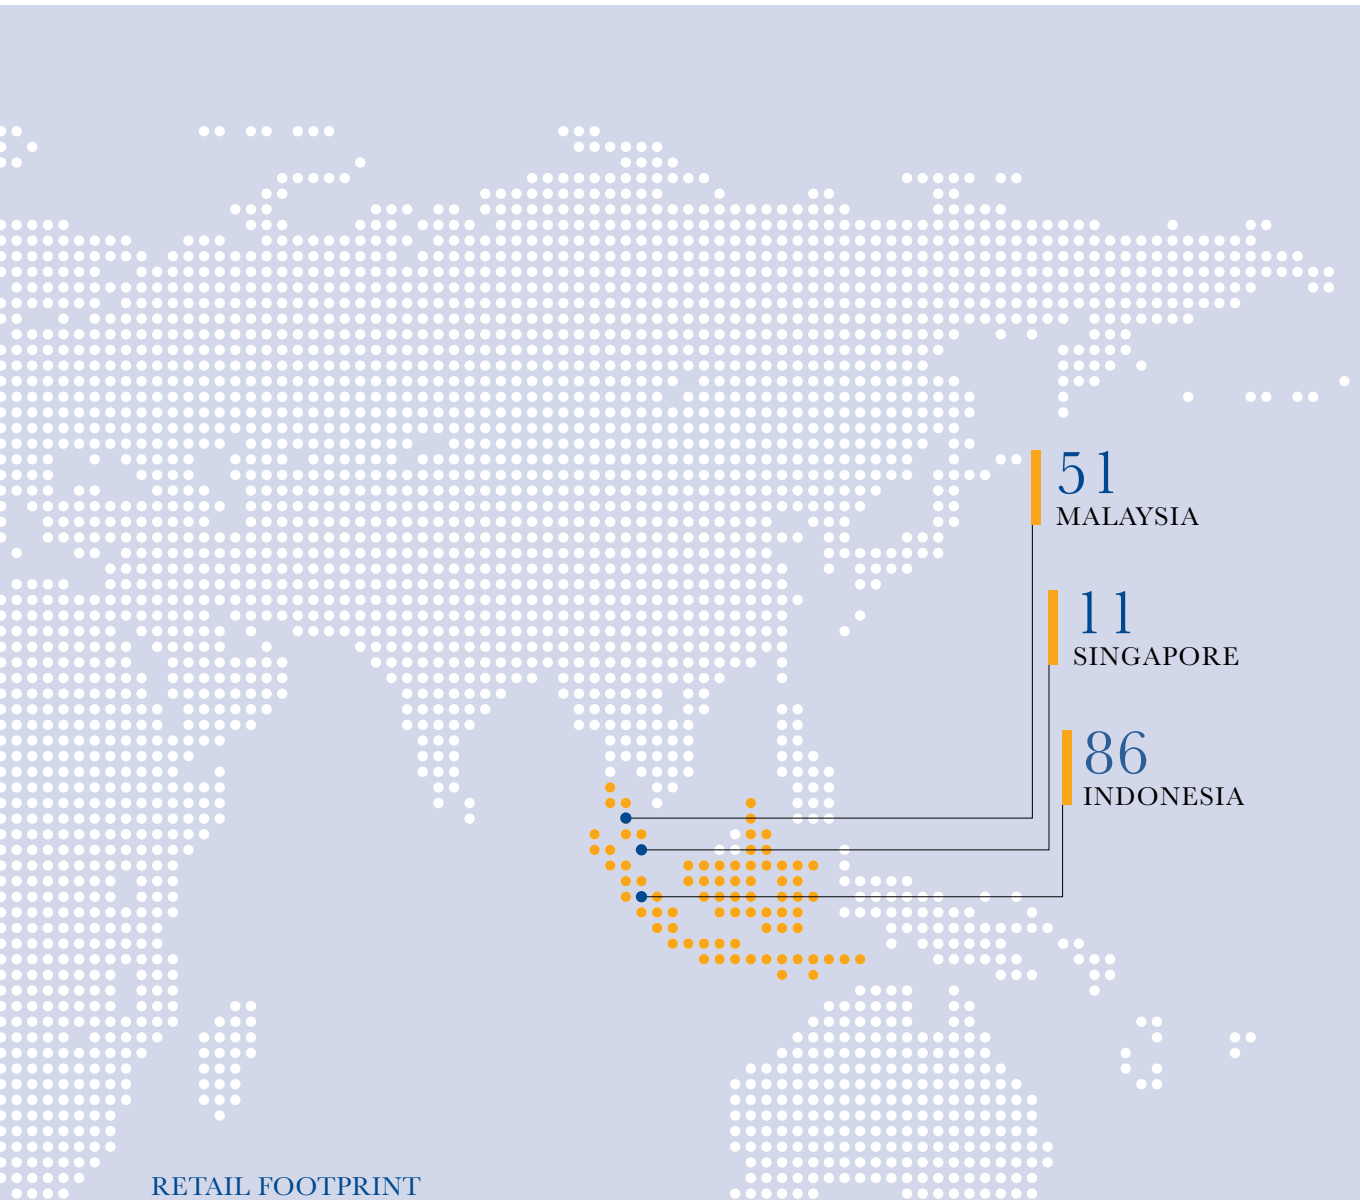 51
MALAYSIA
11
SINGAPORE
86
INDONESIA
RETAIL FOOTPRINT